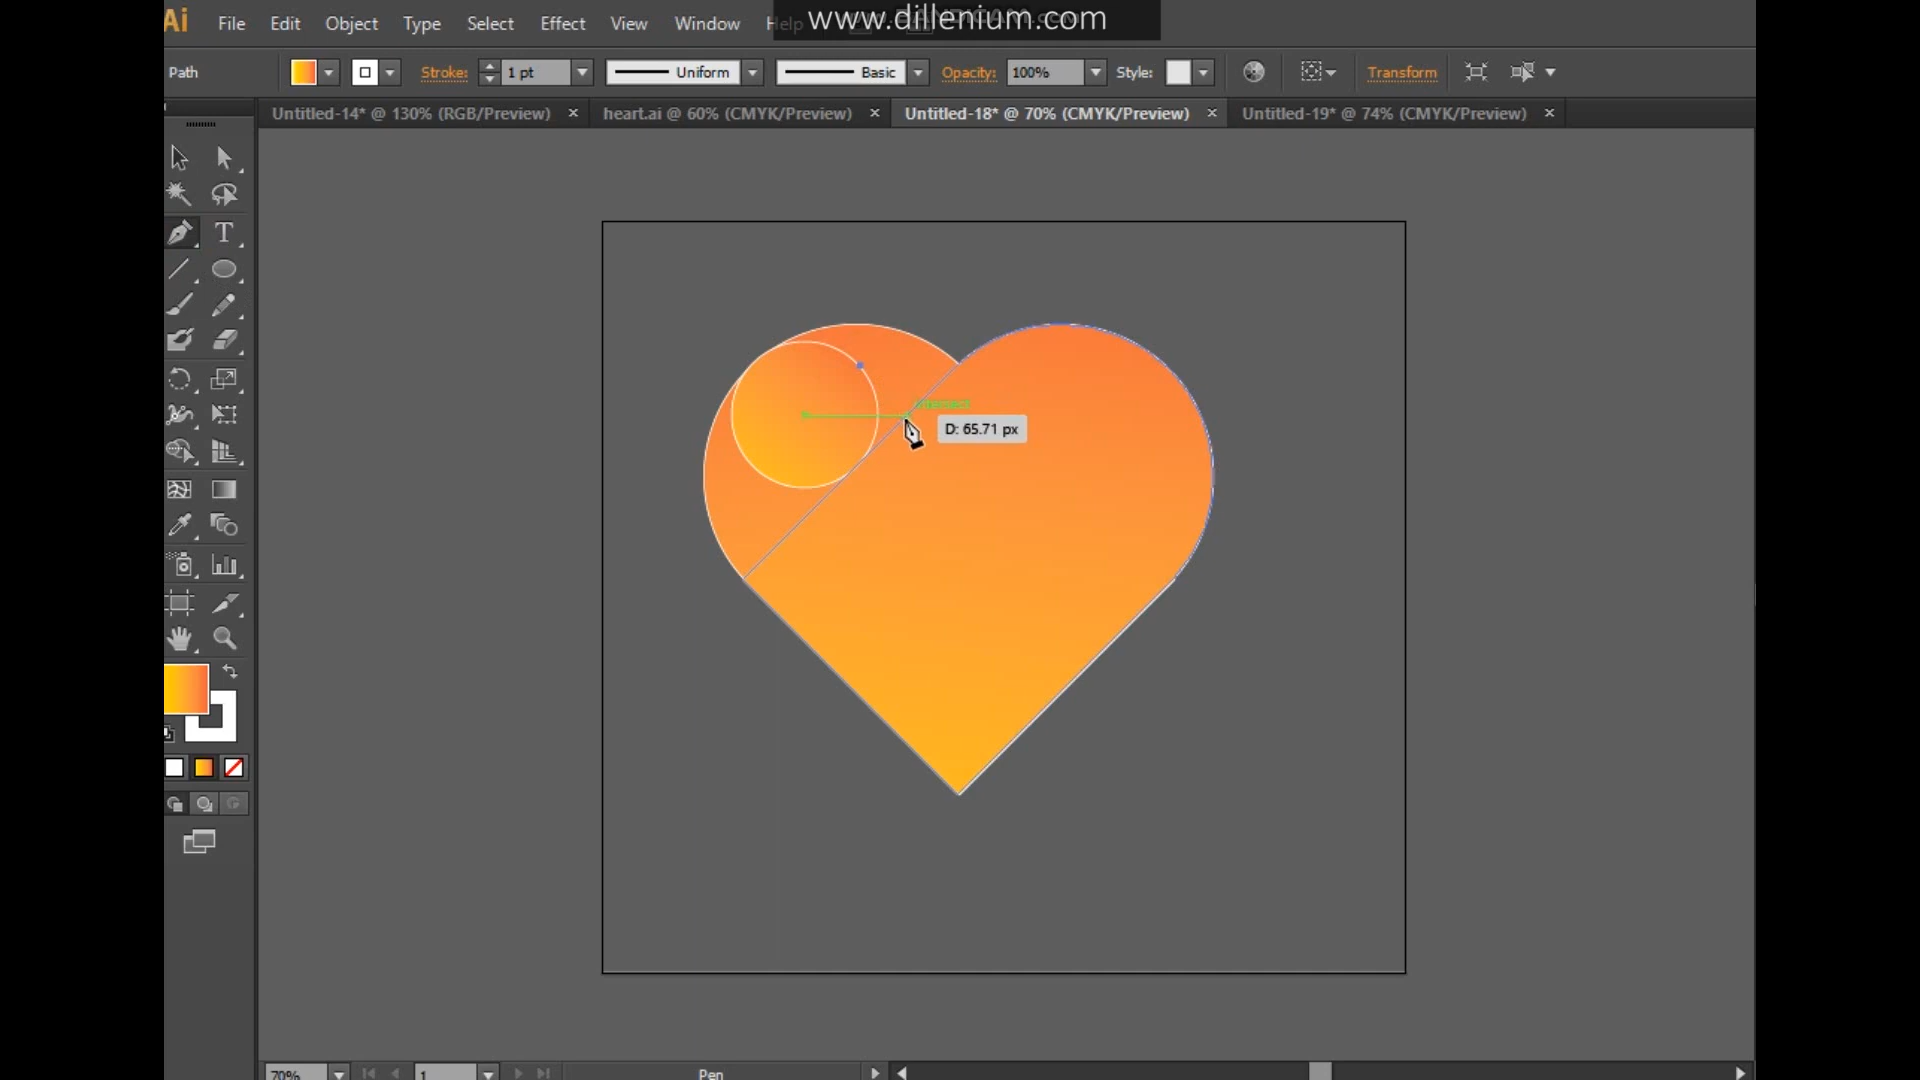 www.dillenium.com
Ai File Edit Object Type Select Effect View Window Help
Path Stroke: 1 pt Uniform Basic Opacity: 100% Style: Transform
Untitled-14* @ 130% (RGB/Preview) × heart.ai @ 60% (CMYK/Preview) × Untitled-18* @ 70% (CMYK/Preview) × Untitled-19* @ 74% (CMYK/Preview) ×
intersect
D: 65.71 px
70% 1 Pen